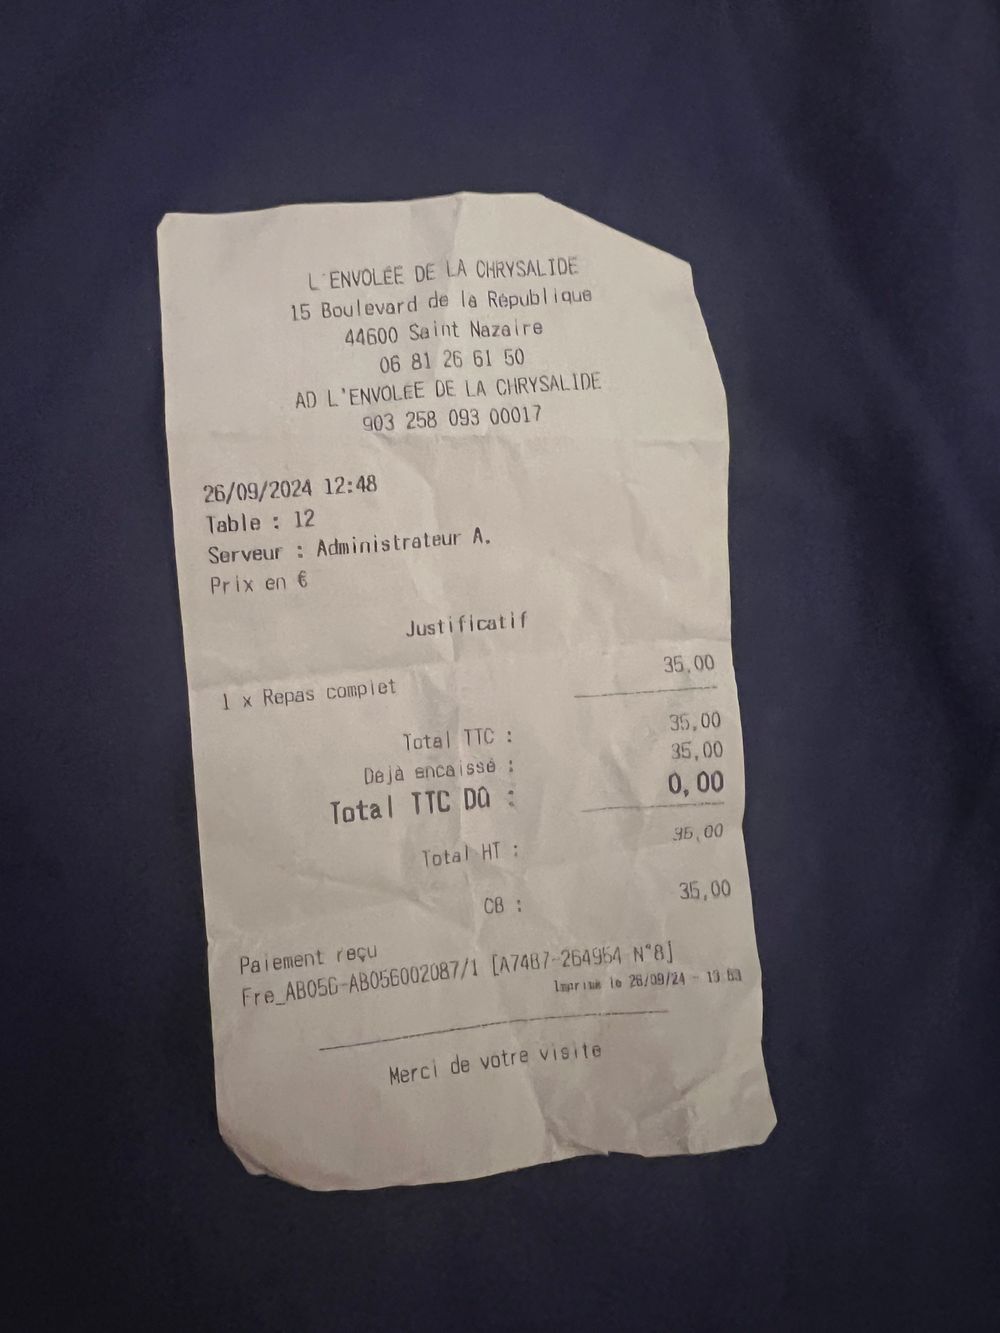 L'ENVOLÉE DE LA CHRYSALIDE
15 Boulevard de la République
44600 Saint Nazaire
06 81 26 61 50
AD L'ENVOLÉE DE LA CHRYSALIDE
903 258 093 00017
26/09/2024 12:48
Table : 12
Serveur : Administrateur A.
Prix en €
Justificatif
1 x Repas complet 35,00
Total TTC : 35,00
Déjà encaissé : 35,00
Total TTC DÛ : 0,00
Total HT : 35,00
CB : 35,00
Paiement reçu
Fre_AB056-AB056002087/1 [A74B7-264954 N°8]
Imprimé le 26/09/24 -
Merci de votre visite